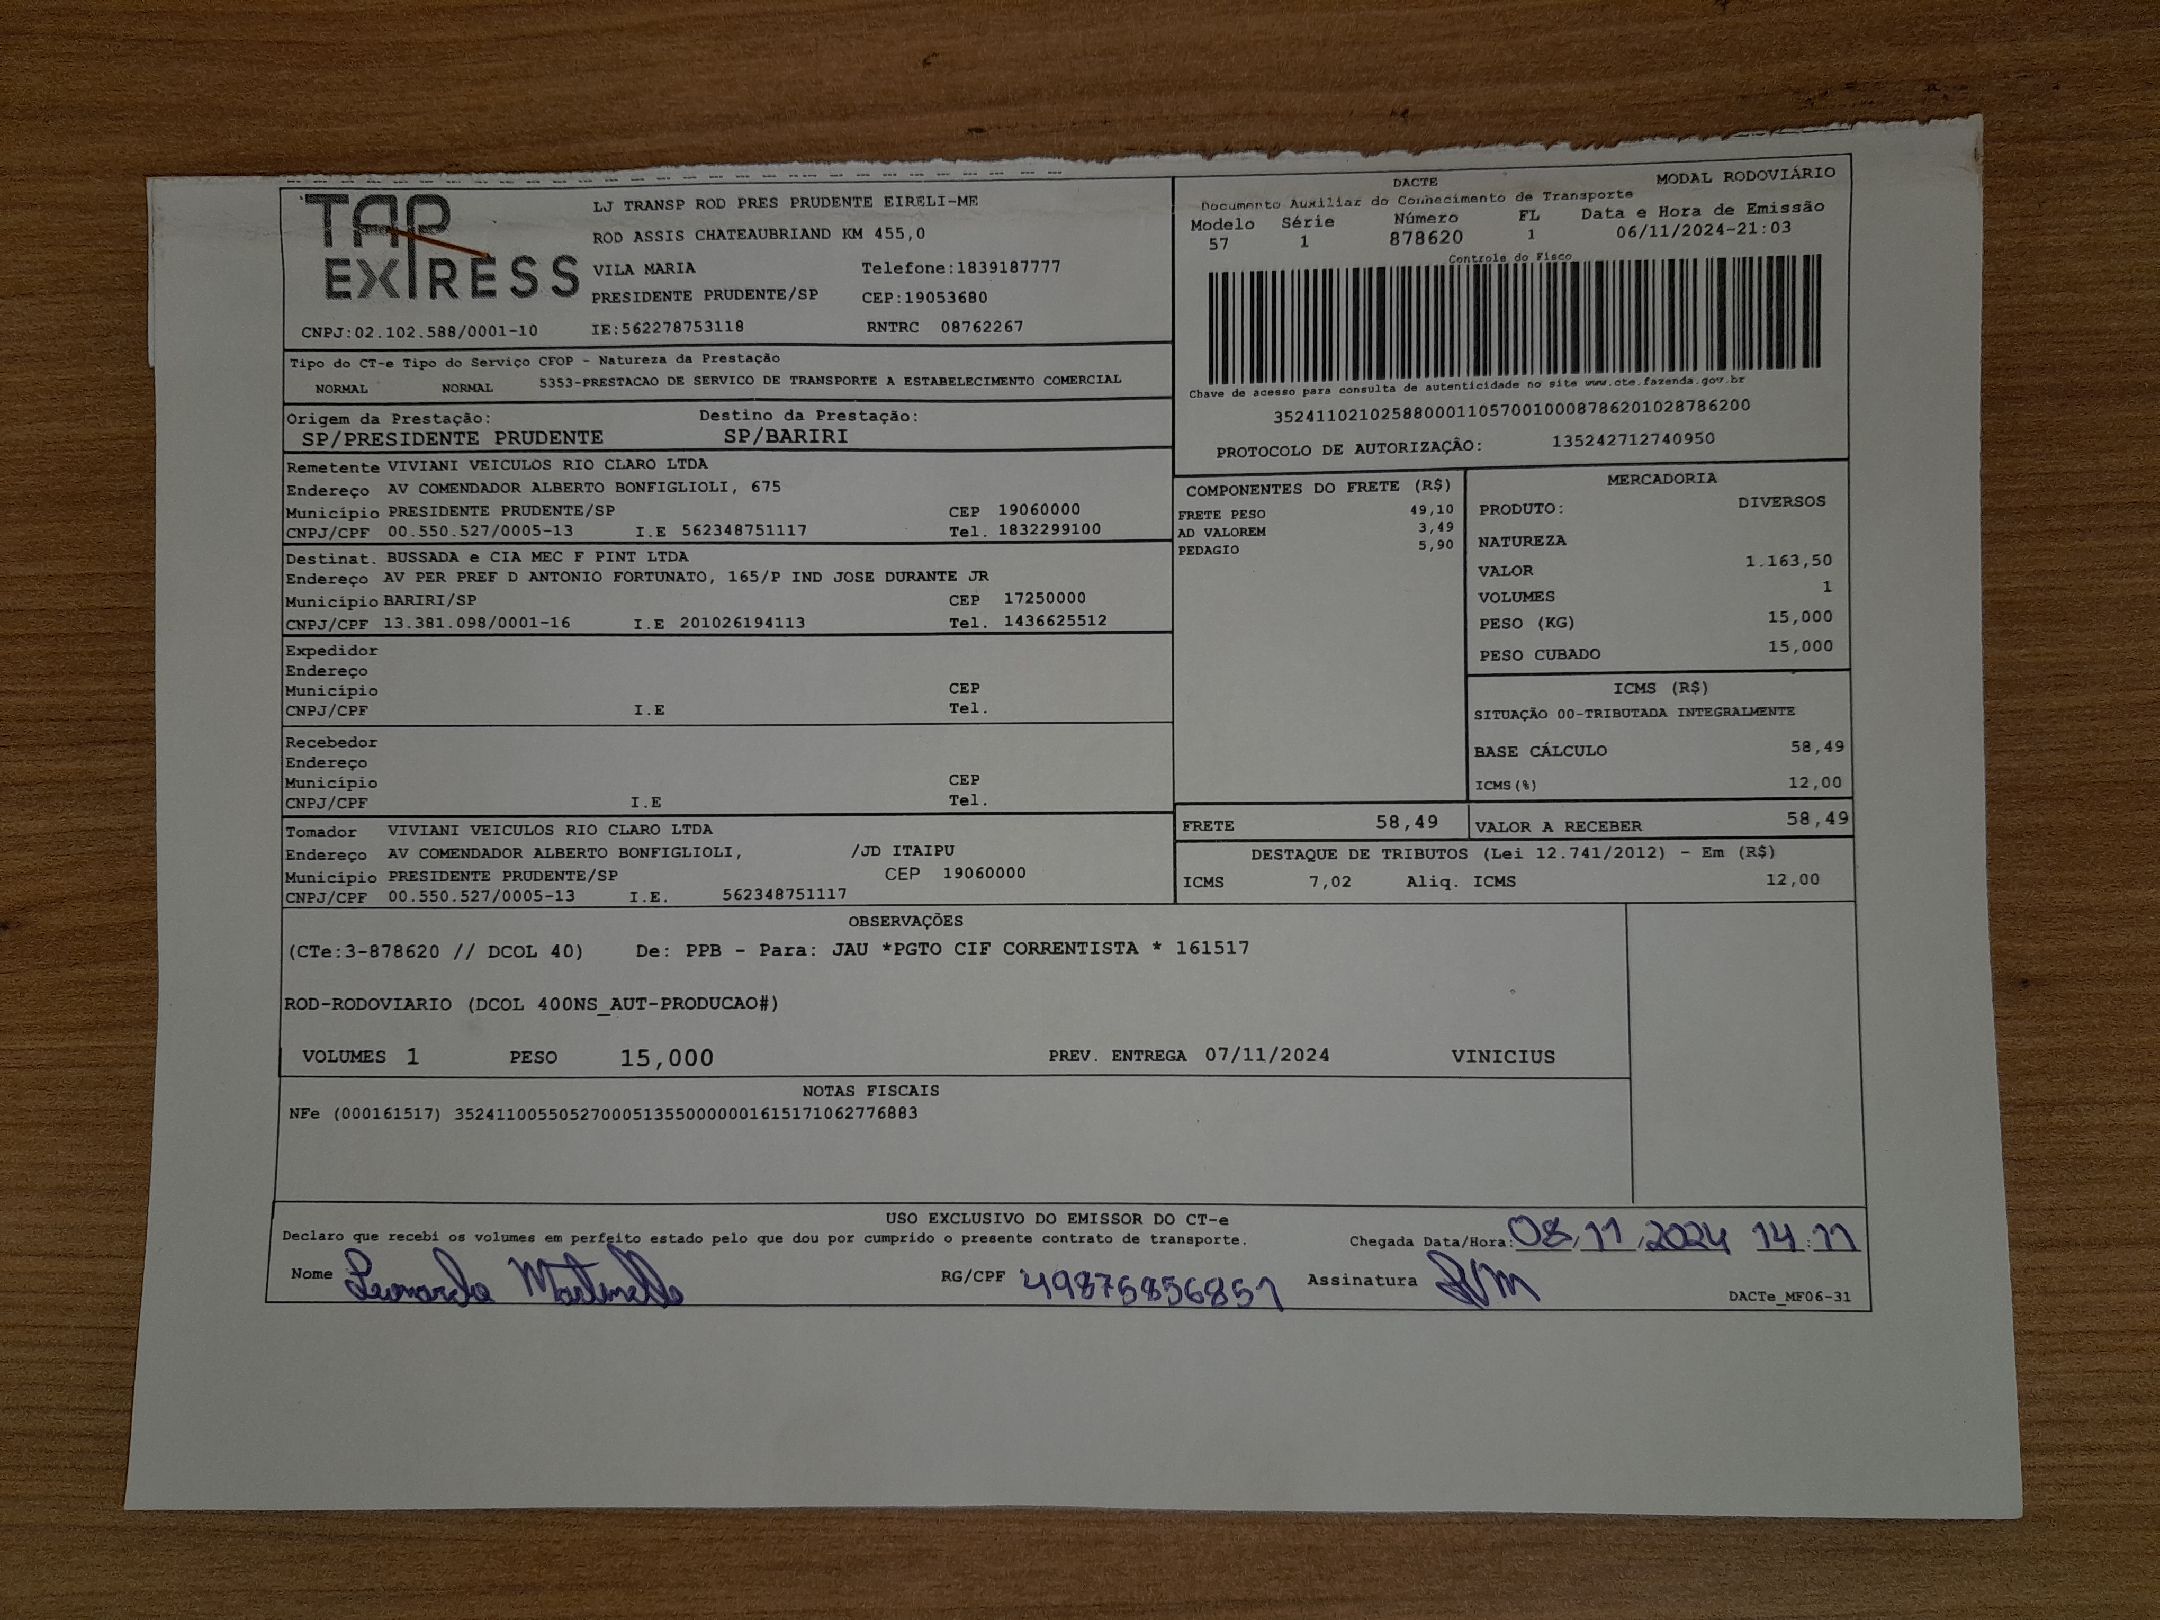 TAP EXPRESS
LJ TRANSP ROD PRES PRUDENTE EIRELI-ME
ROD ASSIS CHATEAUBRIAND KM 455,0
VILA MARIA Telefone:1839187777
PRESIDENTE PRUDENTE/SP CEP:19053680
CNPJ:02.102.588/0001-10 IE:562278753118 RNTRC 08762267
DACTE MODAL RODOVIÁRIO
Documento Auxiliar do Conhecimento de Transporte
Modelo Série Número FL Data e Hora de Emissão
57 1 878620 1 06/11/2024-21:03
Controle do Fisco
Chave de acesso para consulta de autenticidade no site www.cte.fazenda.gov.br
35241102102588000110570010008786201028786200
PROTOCOLO DE AUTORIZAÇÂO: 135242712740950
Tipo do CT-e Tipo do Serviço CFOP - Natureza da Prestação
NORMAL NORMAL 5353-PRESTACAO DE SERVICO DE TRANSPORTE A ESTABELECIMENTO COMERCIAL
Origem da Prestação: Destino da Prestação:
SP/PRESIDENTE PRUDENTE SP/BARIRI
Remetente VIVIANI VEICULOS RIO CLARO LTDA
Endereço AV COMENDADOR ALBERTO BONFIGLIOLI, 675
Município PRESIDENTE PRUDENTE/SP CEP 19060000
CNPJ/CPF 00.550.527/0005-13 I.E 562348751117 Tel. 1832299100
Destinat. BUSSADA e CIA MEC F PINT LTDA
Endereço AV PER PREF D ANTONIO FORTUNATO, 165/P IND JOSE DURANTE JR
Município BARIRI/SP CEP 17250000
CNPJ/CPF 13.381.098/0001-16 I.E 201026194113 Tel. 1436625512
Expedidor
Endereço
Município CEP
CNPJ/CPF I.E Tel.
Recebedor
Endereço
Município CEP
CNPJ/CPF I.E Tel.
Tomador VIVIANI VEICULOS RIO CLARO LTDA
Endereço AV COMENDADOR ALBERTO BONFIGLIOLI, /JD ITAIPU
Município PRESIDENTE PRUDENTE/SP CEP 19060000
CNPJ/CPF 00.550.527/0005-13 I.E. 562348751117
COMPONENTES DO FRETE (R$)
FRETE PESO 49,10
AD VALOREM 3,49
PEDAGIO 5,90
MERCADORIA
PRODUTO: DIVERSOS
NATUREZA
VALOR 1.163,50
VOLUMES 1
PESO (KG) 15,000
PESO CUBADO 15,000
ICMS (R$)
SITUAÇÃO 00-TRIBUTADA INTEGRALMENTE
BASE CÁLCULO 58,49
ICMS(%) 12,00
FRETE 58,49 VALOR A RECEBER 58,49
DESTAQUE DE TRIBUTOS (Lei 12.741/2012) - Em (R$)
ICMS 7,02 Aliq. ICMS 12,00
OBSERVAÇÕES
(CTe:3-878620 // DCOL 40) De: PPB - Para: JAU *PGTO CIF CORRENTISTA * 161517
ROD-RODOVIARIO (DCOL 400NS_AUT-PRODUCAO#)
VOLUMES 1 PESO 15,000 PREV. ENTREGA 07/11/2024 VINICIUS
NOTAS FISCAIS
NFe (000161517) 35241100550527000513550000001615171062776883
USO EXCLUSIVO DO EMISSOR DO CT-e
Declaro que recebi os volumes em perfeito estado pelo que dou por cumprido o presente contrato de transporte. Chegada Data/Hora: 08/11/2024 14:11
Nome Leonardo RG/CPF 49875856851 Assinatura
DACTe_MF06-31